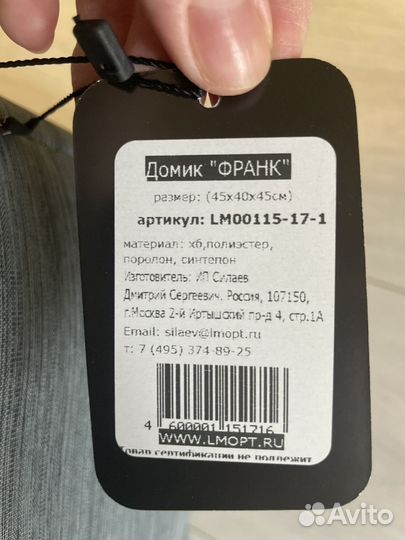 Домик "ФРАНК"
размер: (45х40х45см)
артикул: LM00115-17-1
материал: хб,полиэстер,
поролон, синтепон
Изготовитель: ИП Силаев
Дмитрий Сергеевич. Россия, 107150,
г.Москва 2-й Иртышский пр-д 4, стр.1А
Email: silaev@lmopt.ru
т: 7 (495) 374-89-25
4 600001 151716
WWW.LMOPT.RU
Товар сертификации не подлежит
Avito